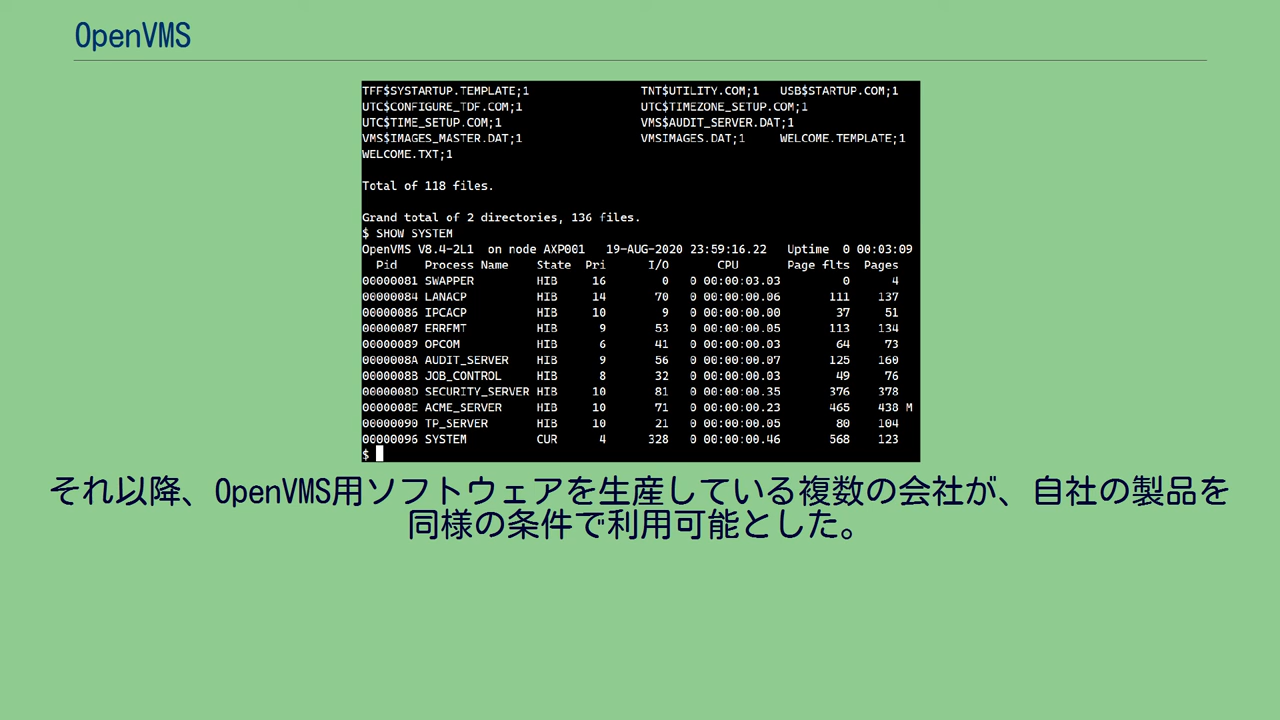 OpenVMS
TFF$SYSTARTUP.TEMPLATE;1 TNT$UTILITY.COM;1 USB$STARTUP.COM;1
UTC$CONFIGURE_TDF.COM;1 UTC$TIMEZONE_SETUP.COM;1
UTC$TIME_SETUP.COM;1 VMS$AUDIT_SERVER.DAT;1
VMS$IMAGES_MASTER.DAT;1 VMSIMAGES.DAT;1 WELCOME.TEMPLATE;1
WELCOME.TXT;1
Total of 118 files.
Grand total of 2 directories, 136 files.
$ SHOW SYSTEM
OpenVMS V8.4-2L1 on node AXP001 19-AUG-2020 23:59:16.22 Uptime 0 00:03:09
Pid Process Name State Pri I/O CPU Page flts Pages
00000081 SWAPPER HIB 16 0 0 00:00:03.03 0 4
00000084 LANACP HIB 14 70 0 00:00:00.06 111 137
00000086 IPCACP HIB 10 9 0 00:00:00.00 37 51
00000087 ERRFMT HIB 9 53 0 00:00:00.05 113 134
00000089 OPCOM HIB 6 41 0 00:00:00.03 64 73
0000008A AUDIT_SERVER HIB 9 56 0 00:00:00.07 125 160
0000008B JOB_CONTROL HIB 8 32 0 00:00:00.03 49 76
0000008D SECURITY_SERVER HIB 10 81 0 00:00:00.35 376 378
0000008E ACME_SERVER HIB 10 71 0 00:00:00.23 465 438 M
00000090 TP_SERVER HIB 10 21 0 00:00:00.05 80 104
00000096 SYSTEM CUR 4 328 0 00:00:00.46 568 123
$
それ以降、OpenVMS用ソフトウェアを生産している複数の会社が、自社の製品を
同様の条件で利用可能とした。